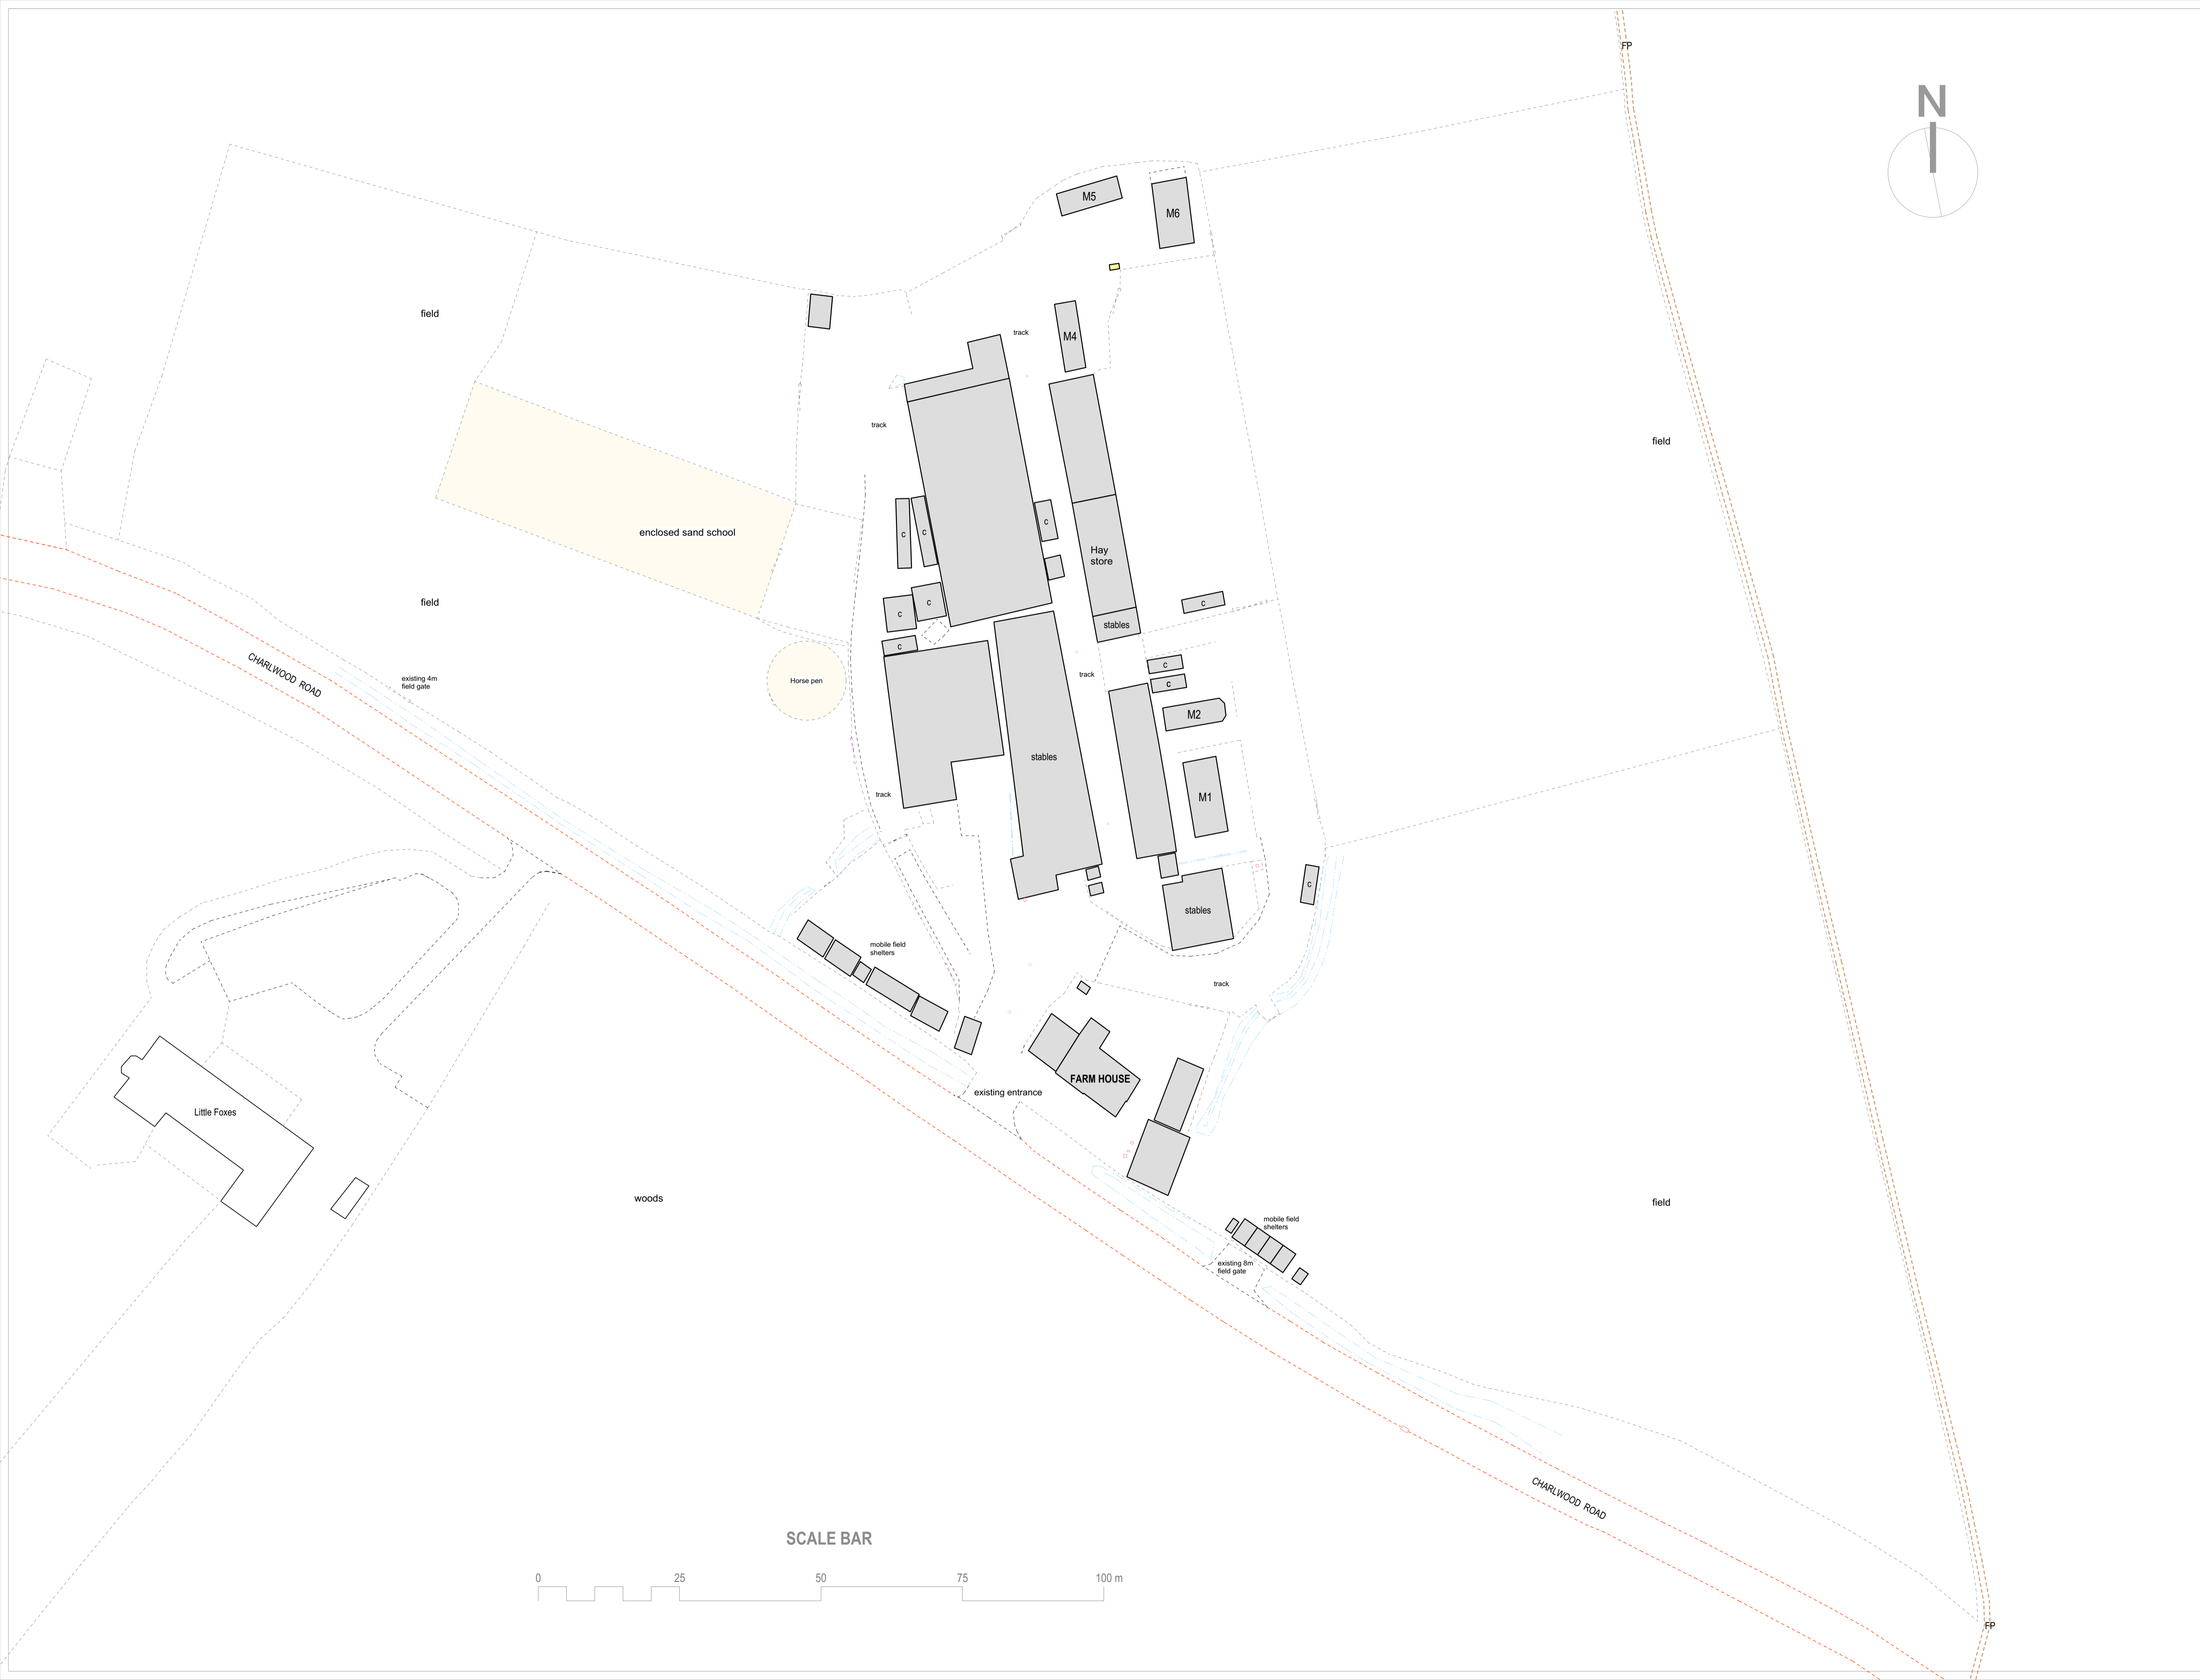 FP
N
M5
M6
field
track
M4
track
field
enclosed sand school
c
c
c
Hay
store
c
c
c
c
stables
field
c
c
CHARLWOOD ROAD
existing 4m
field gate
Horse pen
track
M2
stables
track
M1
c
stables
mobile field
shelters
track
FARM HOUSE
existing entrance
Little Foxes
woods
field
mobile field
shelters
existing 8m
field gate
CHARLWOOD ROAD
SCALE BAR
0 25 50 75 100 m
FP